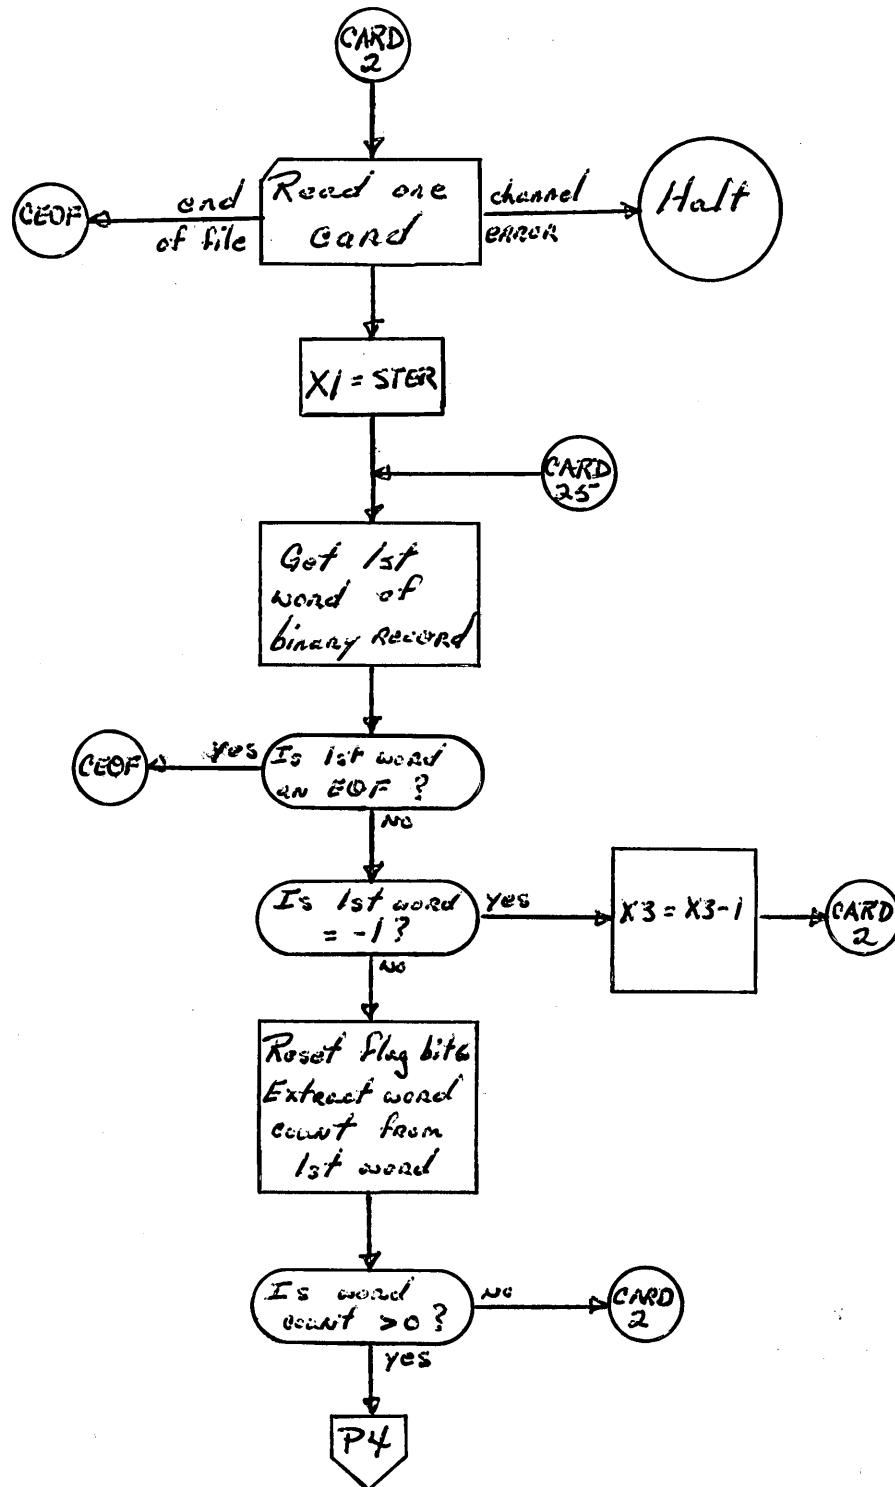 CARD
2
Read one
card
end
of file
CEOF
channel
ERROR
Halt
X1 = STER
CARD
25
Get 1st
word of
binary RECORD
Is 1st word
an EOF ?
yes
CEOF
NO
Is 1st word
= -1 ?
yes
X3 = X3-1
CARD
2
NO
Reset flag bits
Extract word
count from
1st word
Is word
count >0 ?
NO
CARD
2
yes
P4